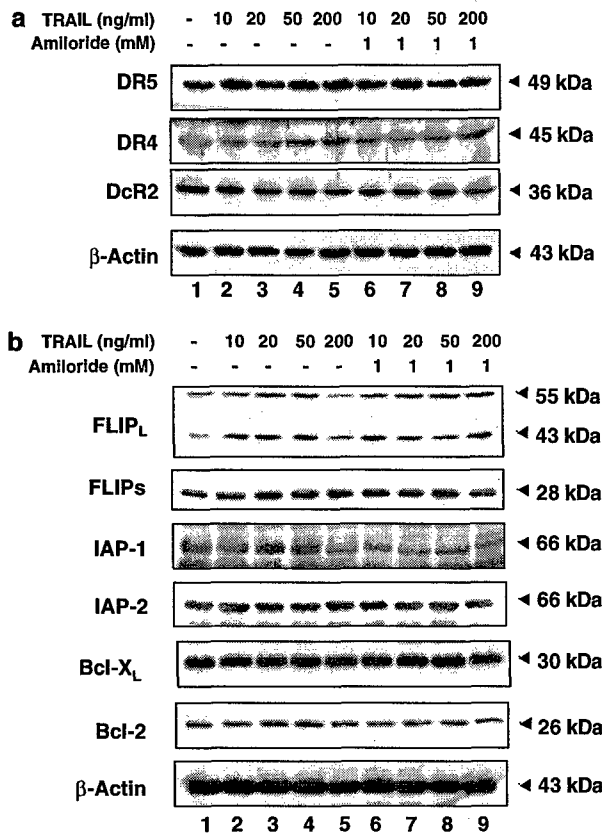 a TRAIL (ng/ml) - 10 20 50 200 10 20 50 200
Amiloride (mM) - - - - - 1 1 1 1
DR5 49 kDa
DR4 45 kDa
DcR2 36 kDa
β-Actin 43 kDa
1 2 3 4 5 6 7 8 9
b TRAIL (ng/ml) - 10 20 50 200 10 20 50 200
Amiloride (mM) - - - - - 1 1 1 1
55 kDa
FLIPL
43 kDa
FLIPs 28 kDa
IAP-1 66 kDa
IAP-2 66 kDa
Bcl-XL 30 kDa
Bcl-2 26 kDa
β-Actin 43 kDa
1 2 3 4 5 6 7 8 9